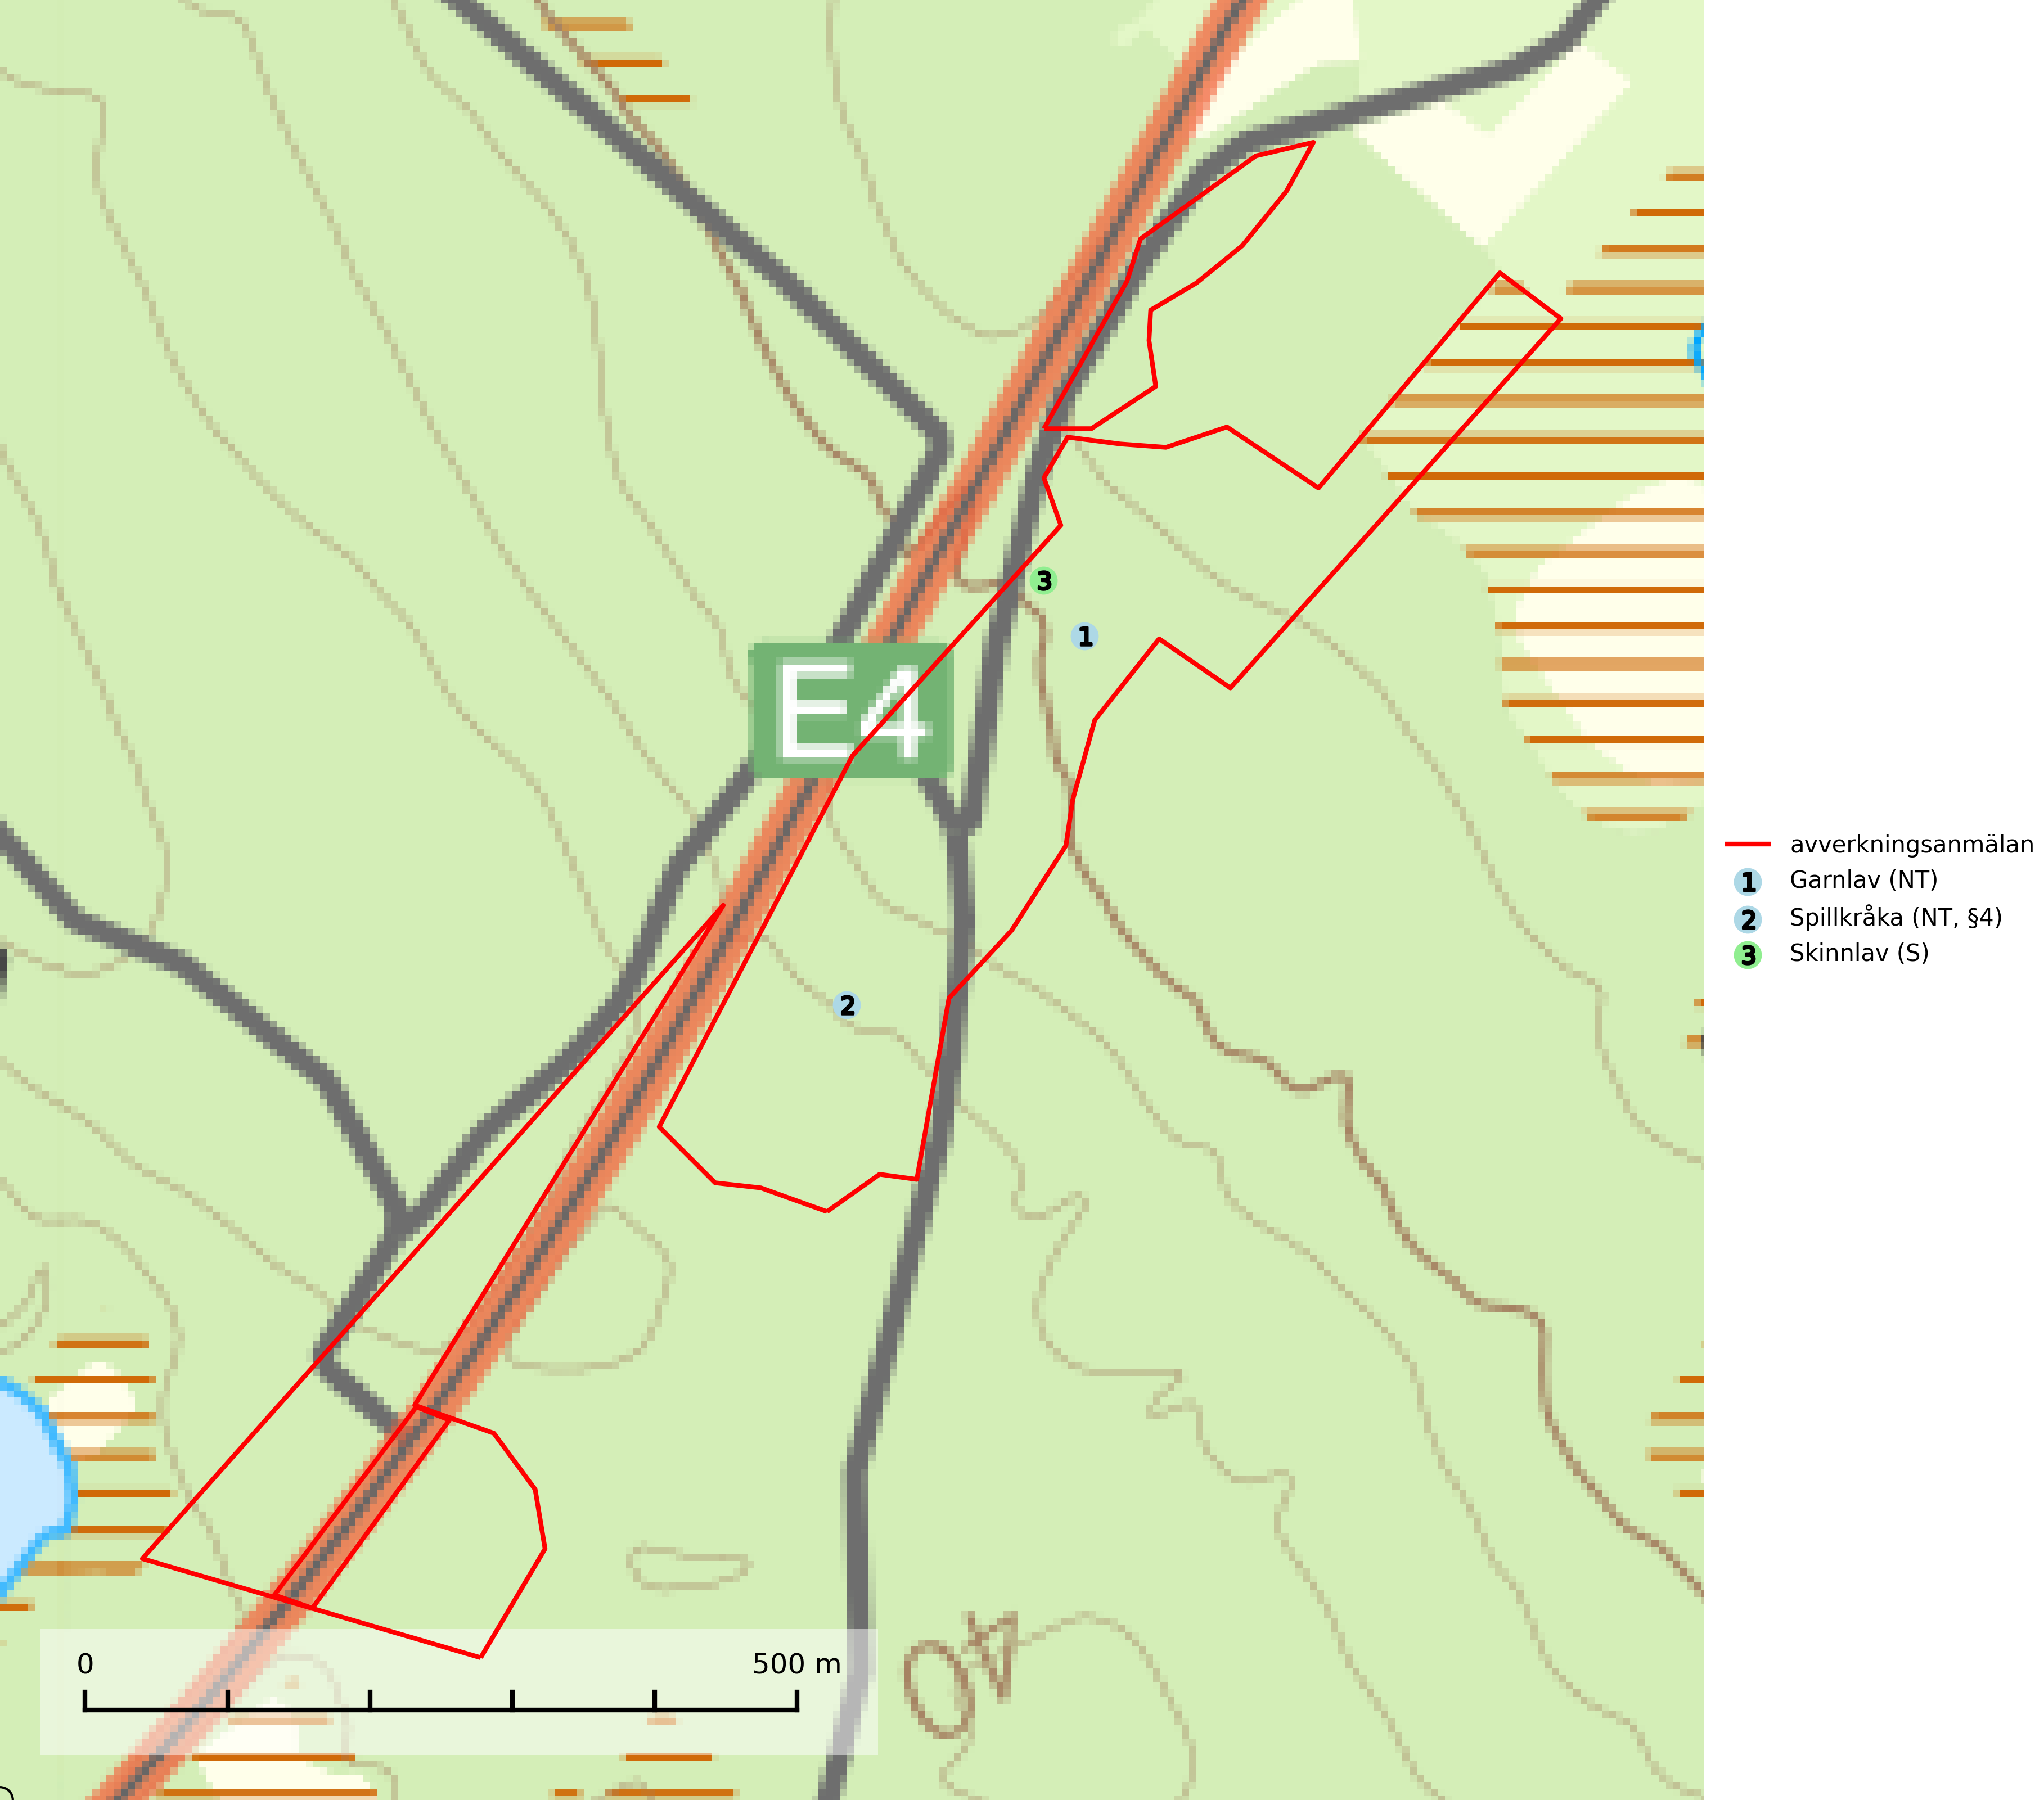 3
1
E4
2
0 500 m
40
avverkningsanmälan
1 Garnlav (NT)
2 Spillkråka (NT, §4)
3 Skinnlav (S)